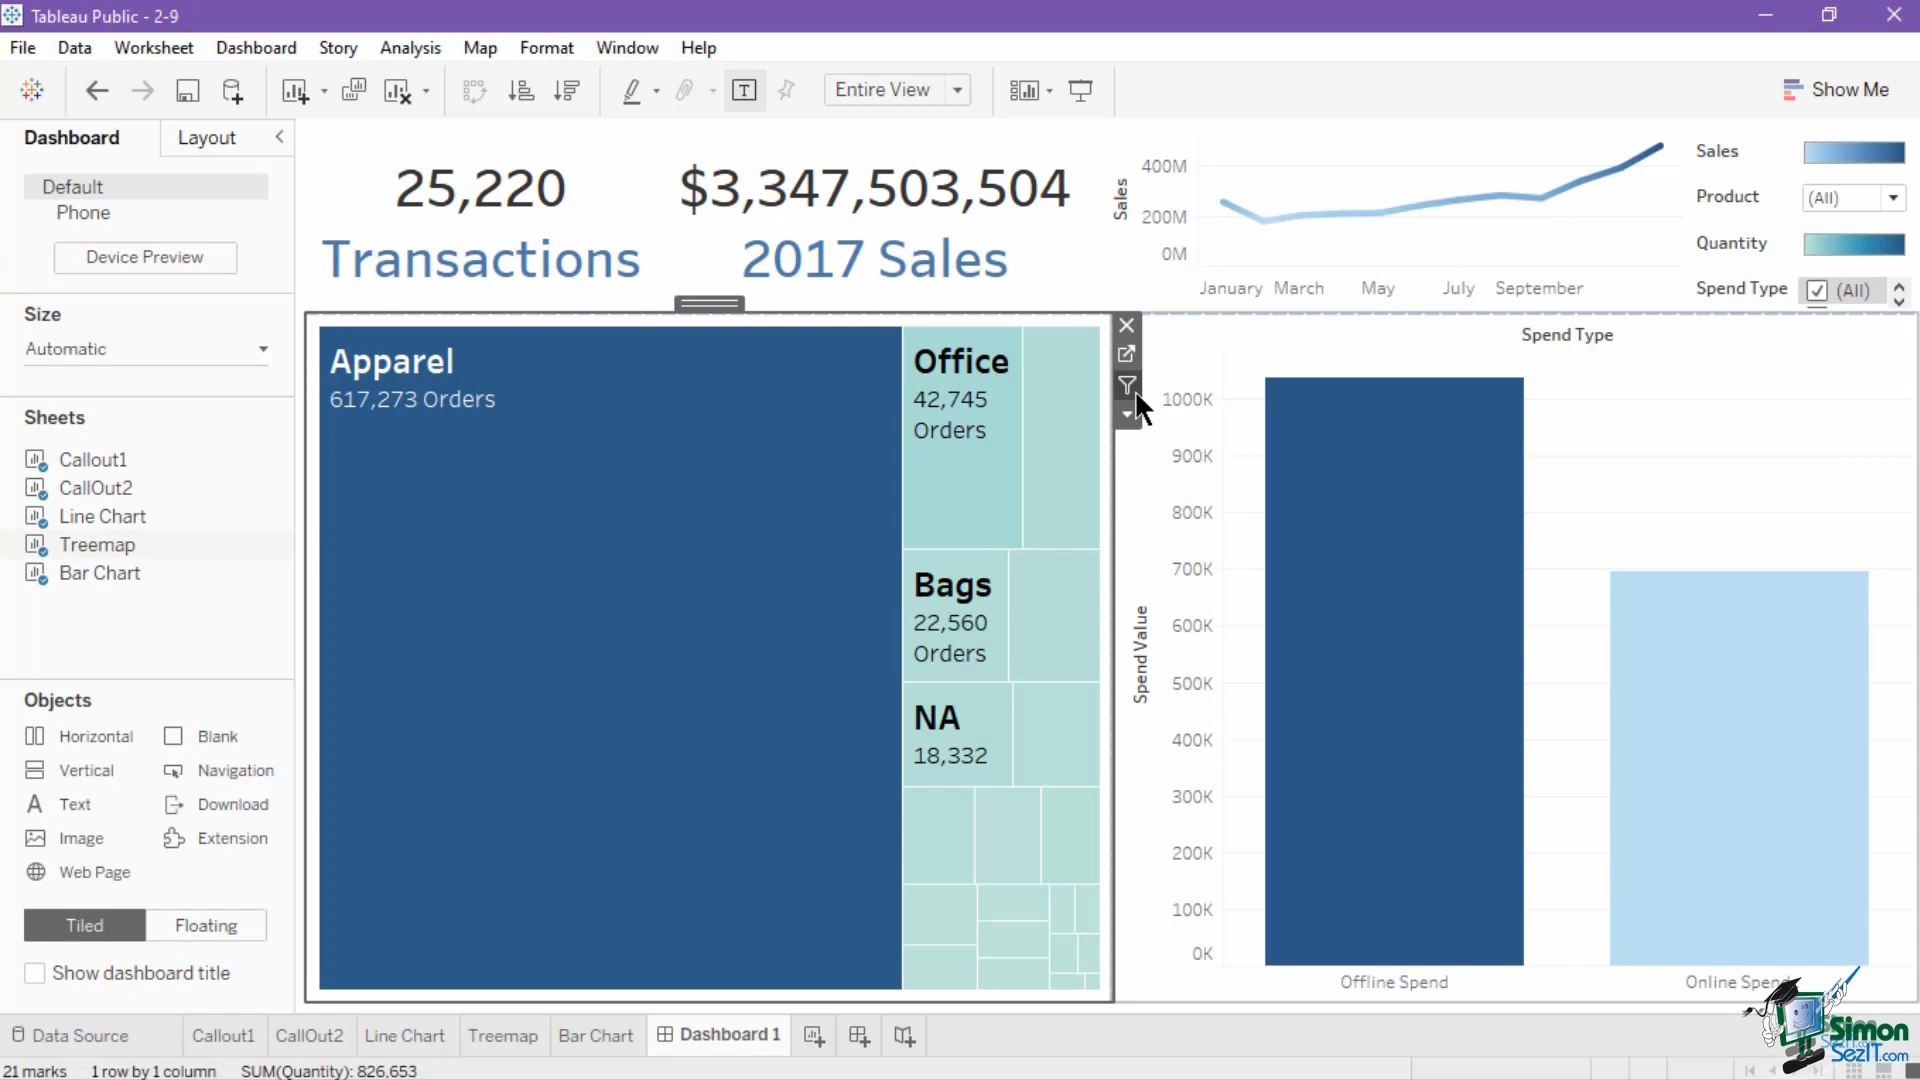 Tableau Public - 2-9
File Data Worksheet Dashboard Story Analysis Map Format Window Help
Entire View
Show Me
Dashboard Layout
Default
Phone
Device Preview
Size
Automatic
Sheets
Callout1
CallOut2
Line Chart
Treemap
Bar Chart
Objects
Horizontal Blank
Vertical Navigation
Text Download
Image Extension
Web Page
Tiled Floating
Show dashboard title
25,220
Transactions
$3,347,503,504
2017 Sales
Sales
400M
200M
0M
January March May July September
Sales
Product (All)
Quantity
Spend Type (All)
Apparel
617,273 Orders
Office
42,745
Orders
Bags
22,560
Orders
NA
18,332
Spend Type
Spend Value
1000K
900K
800K
700K
600K
500K
400K
300K
200K
100K
0K
Offline Spend Online Spend
Data Source Callout1 CallOut2 Line Chart Treemap Bar Chart Dashboard 1
21 marks 1 row by 1 column SUM(Quantity): 826,653
Simon
SezIT.com